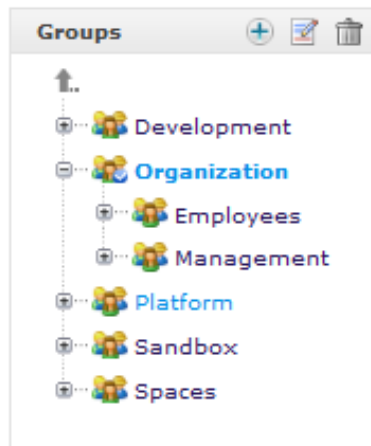 Groups
Development
Organization
Employees
Management
Platform
Sandbox
Spaces